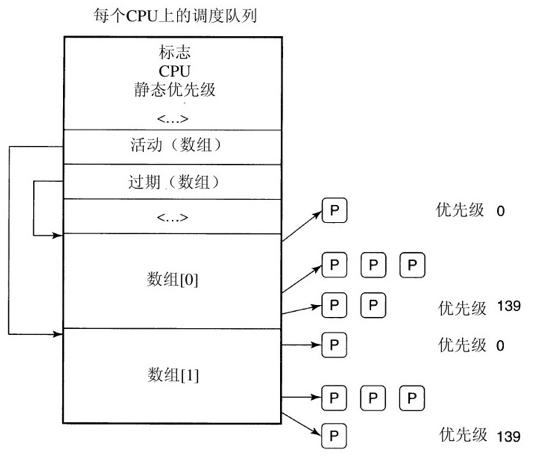 每个CPU上的调度队列
标志
CPU
静态优先级
<...>
活动（数组）
过期（数组）
<...>
P 优先级 0
数组[0]
P P P
P P 优先级 139
P 优先级 0
数组[1]
P P P
P 优先级 139